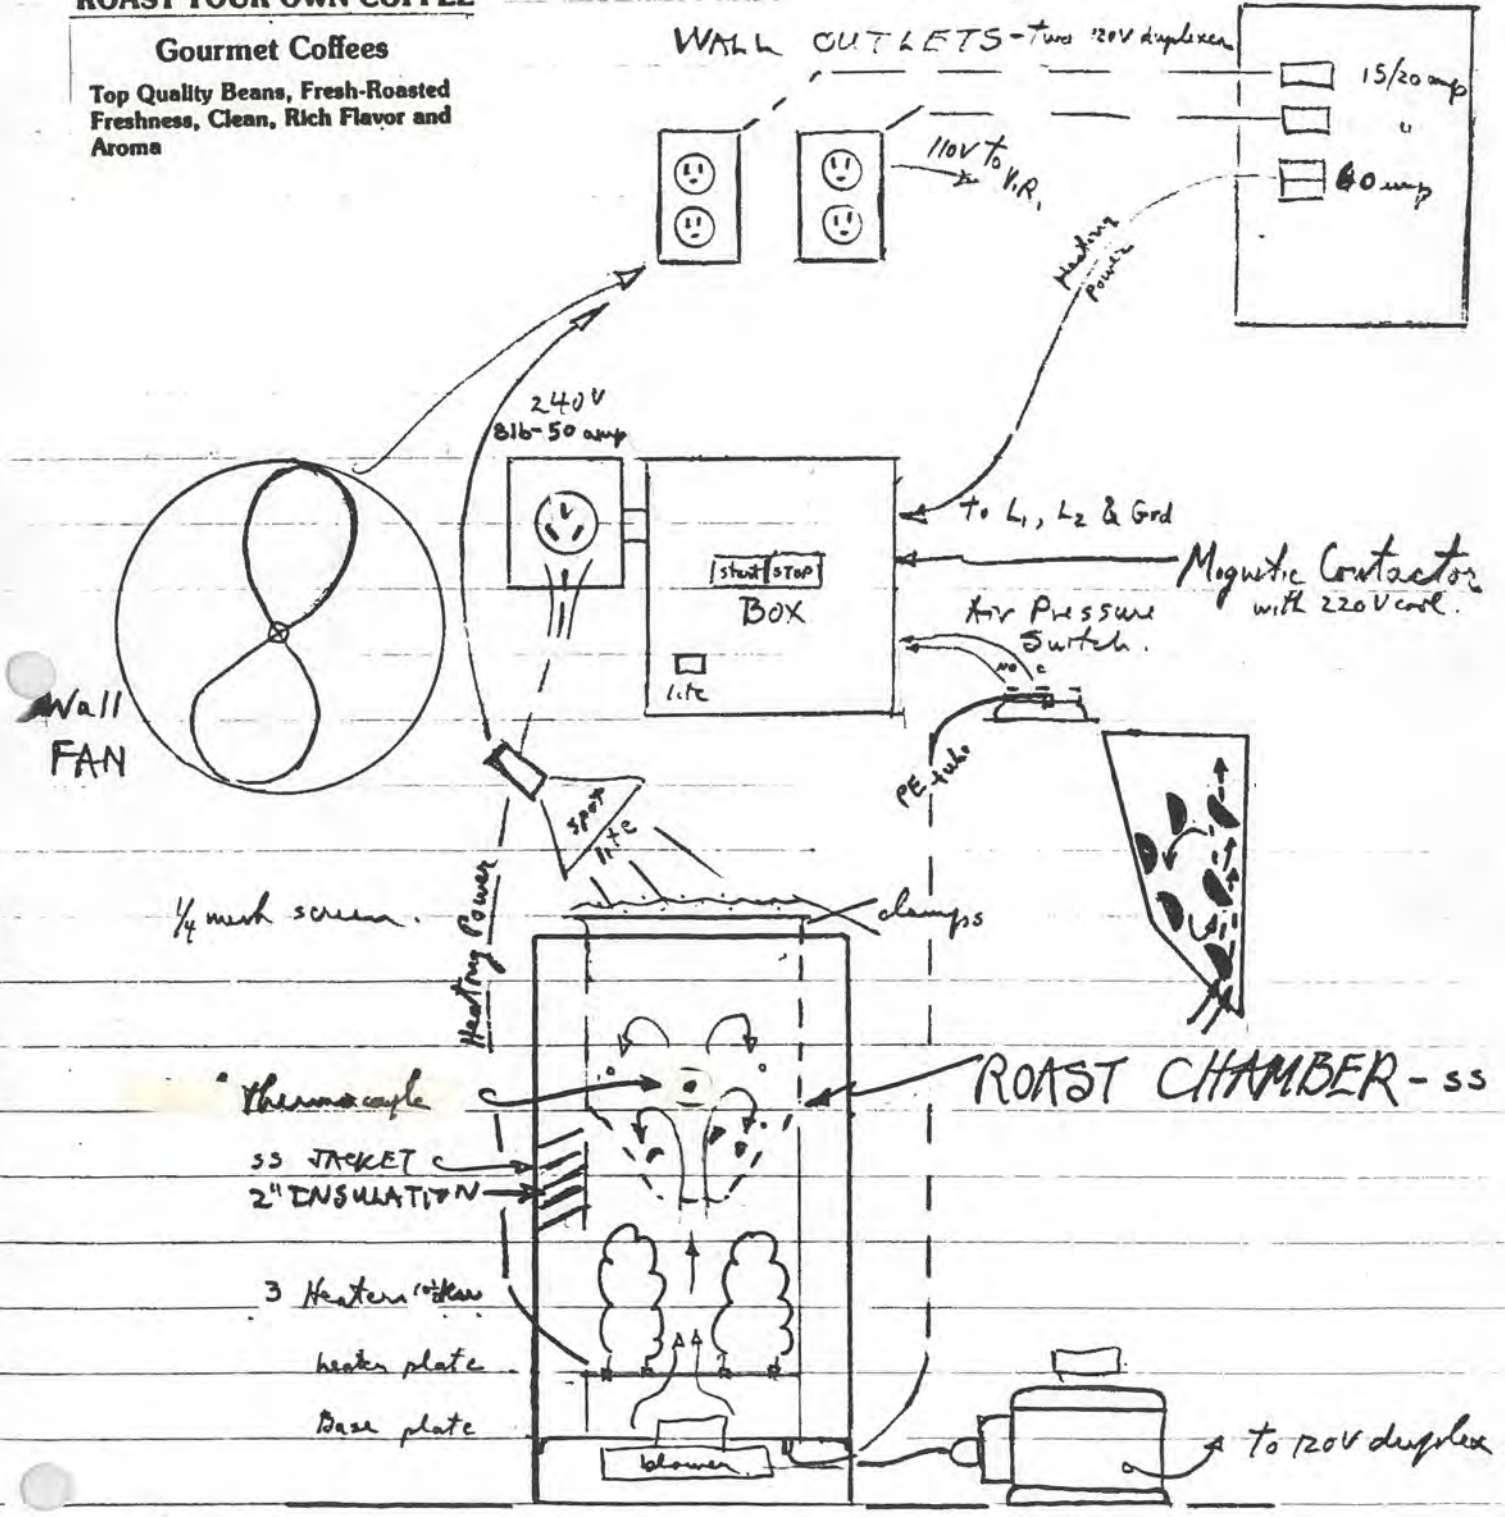 ROAST YOUR OWN COFFEE
Gourmet Coffees
Top Quality Beans, Fresh-Roasted
Freshness, Clean, Rich Flavor and
Aroma
WALL OUTLETS - Two 120V duplexes
15/20 amp
"
60 amp
110V to V.R.
Heating
Power
240V
8lb-50 amp
to L1, L2 & Grd
Magnetic Contactor
with 220V coil.
start STOP
BOX
lite
Air Pressure
Switch.
NO C
PE tube
Wall
FAN
spot
lite
1/4 mesh screen.
clamps
Heating Power
ROAST CHAMBER - SS
Thermocouple
SS JACKET
2" INSULATION
3 Heaters
heater plate
Base plate
blower
To 120V duplex